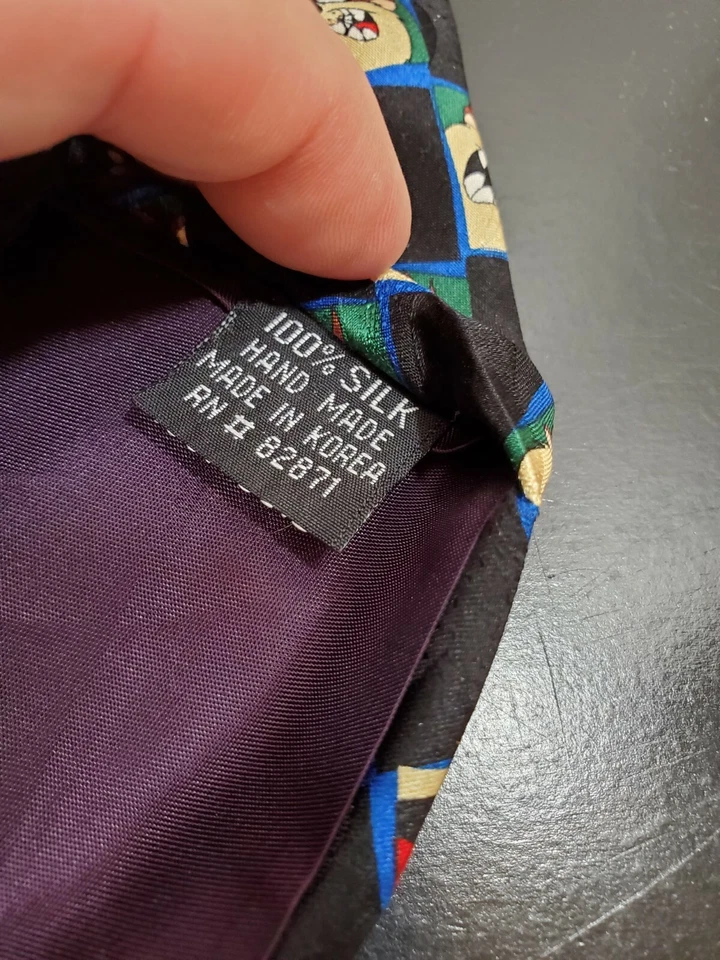 100% SILK
HAND MADE
MADE IN KOREA
RN # 82871